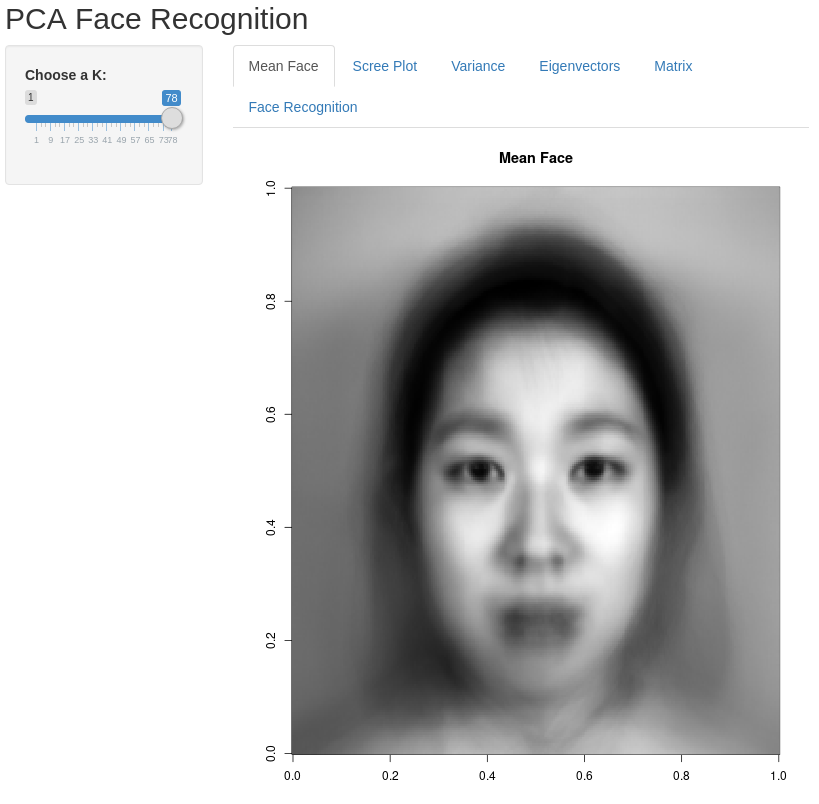 PCA Face Recognition
Choose a K:
1 78
1 9 17 25 33 41 49 57 65 7378
Mean Face Scree Plot Variance Eigenvectors Matrix
Face Recognition
Mean Face
1.0
0.8
0.6
0.4
0.2
0.0
0.0 0.2 0.4 0.6 0.8 1.0